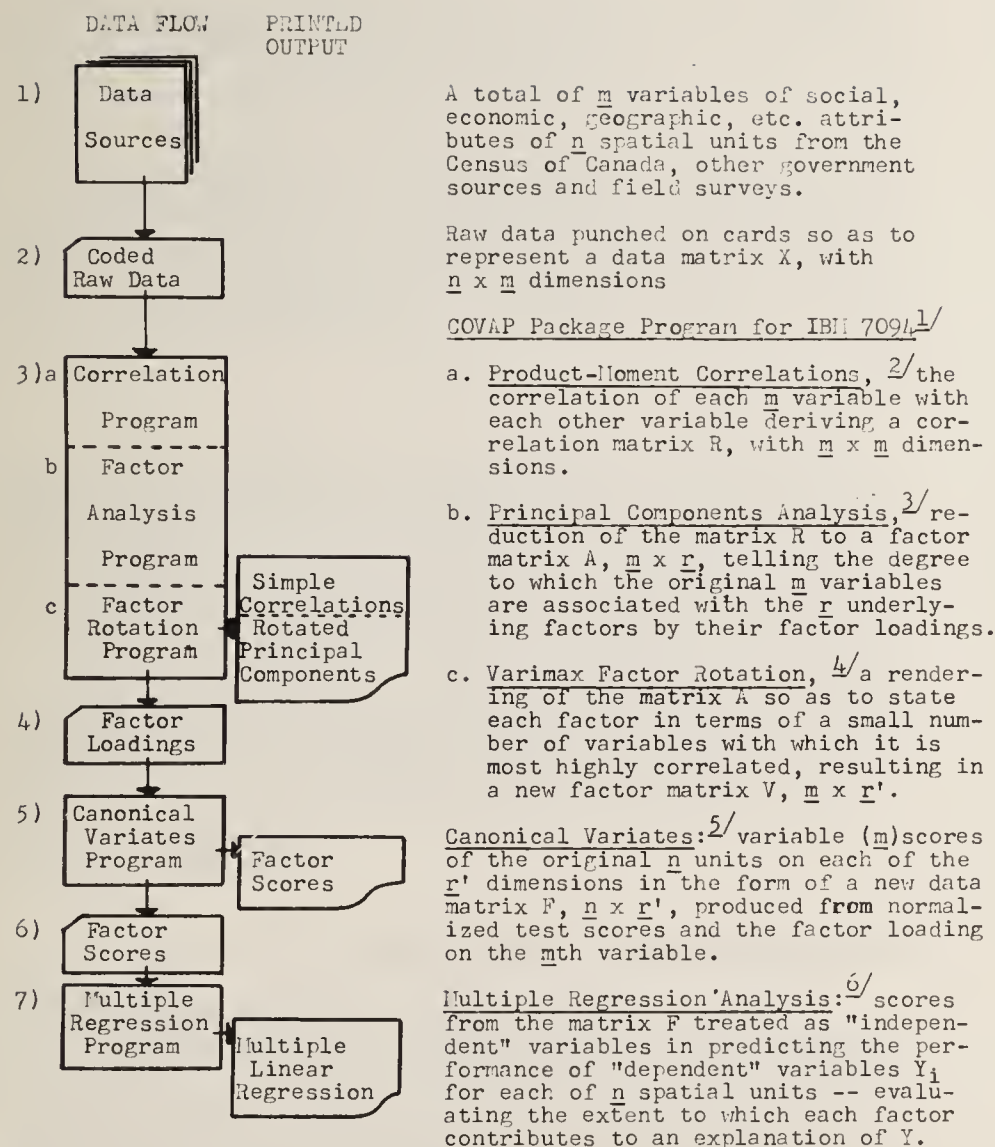 DATA FLOW PRINTED
OUTPUT
1) Data
Sources
A total of m variables of social,
economic, geographic, etc. attri-
butes of n spatial units from the
Census of Canada, other government
sources and field surveys.
2) Coded
Raw Data
Raw data punched on cards so as to
represent a data matrix X, with
n x m dimensions
COVAP Package Program for IBM 7094 1/
3)a Correlation
Program
b Factor
Analysis
Program
c Factor
Rotation
Program
Simple
Correlations
Rotated
Principal
Components
a. Product-Moment Correlations, 2/ the
correlation of each m variable with
each other variable deriving a cor-
relation matrix R, with m x m dimen-
sions.
b. Principal Components Analysis, 3/ re-
duction of the matrix R to a factor
matrix A, m x r, telling the degree
to which the original m variables
are associated with the r underly-
ing factors by their factor loadings.
c. Varimax Factor Rotation, 4/ a render-
ing of the matrix A so as to state
each factor in terms of a small num-
ber of variables with which it is
most highly correlated, resulting in
a new factor matrix V, m x r'.
4) Factor
Loadings
5) Canonical
Variates
Program
Factor
Scores
Canonical Variates: 5/ variable (m)scores
of the original n units on each of the
r' dimensions in the form of a new data
matrix F, n x r', produced from normal-
ized test scores and the factor loading
on the mth variable.
6) Factor
Scores
7) Multiple
Regression
Program
Multiple
Linear
Regression
Multiple Regression Analysis: 6/ scores
from the matrix F treated as "indepen-
dent" variables in predicting the per-
formance of "dependent" variables Yi
for each of n spatial units -- evalu-
ating the extent to which each factor
contributes to an explanation of Y.